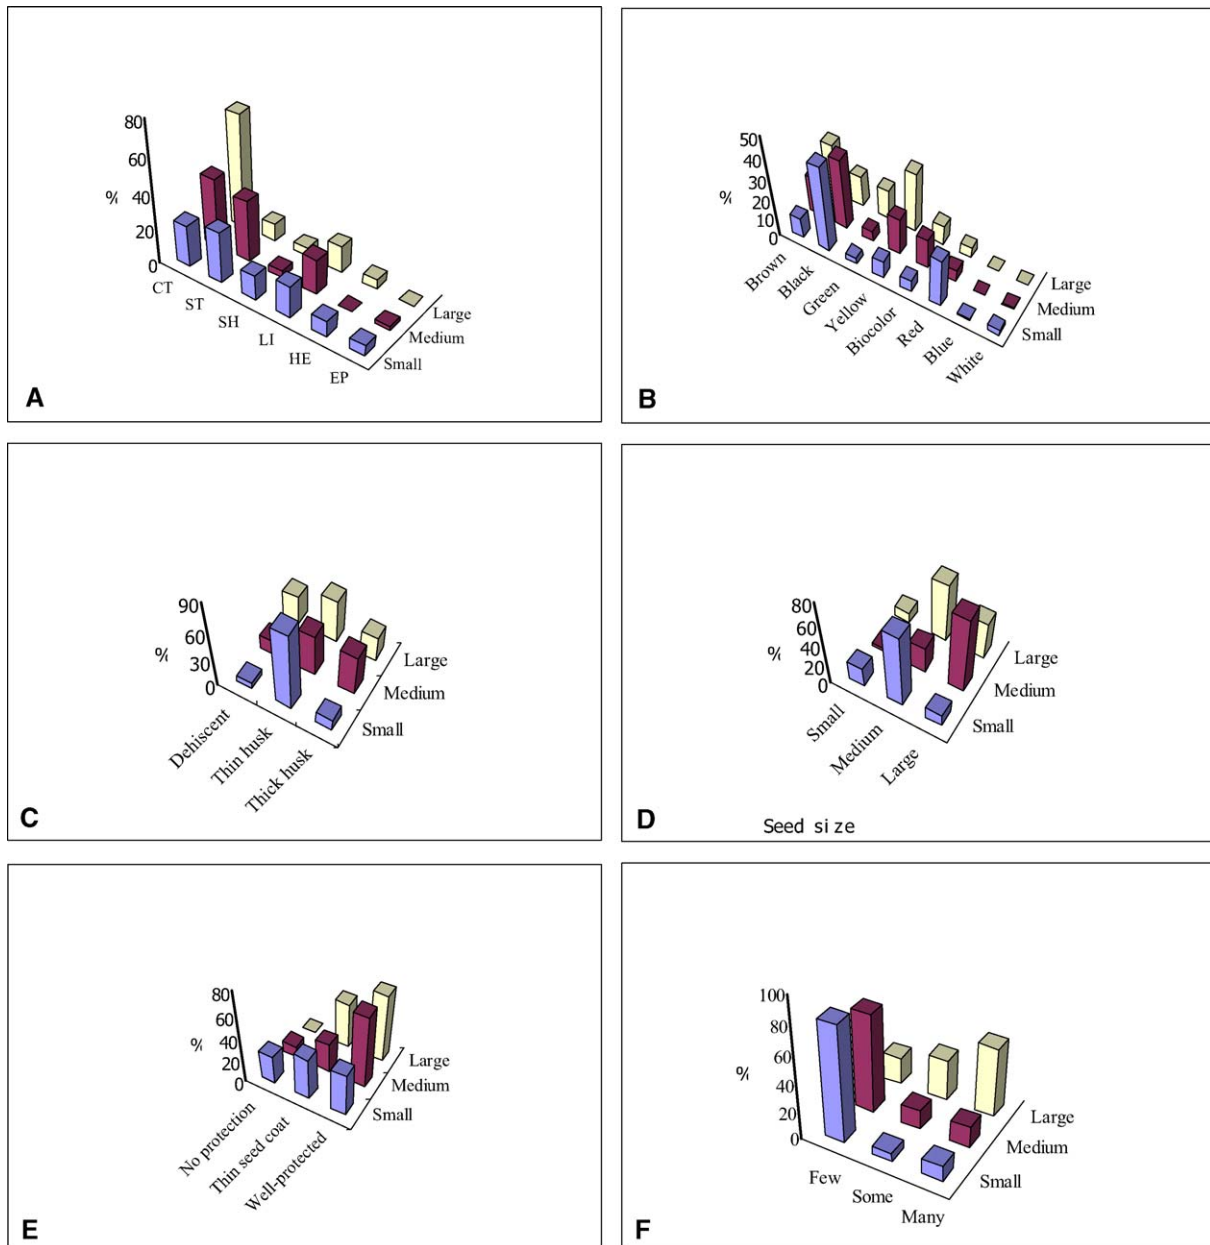 80
60
%
40
20
0
CT
ST
SH
LI
HE
EP
Large
Medium
Small
A
50
40
30
%
20
10
0
Brown
Black
Green
Yellow
Biocolor
Red
Blue
White
Large
Medium
Small
B
90
60
%
30
0
Dehiscent
Thin husk
Thick husk
Large
Medium
Small
C
80
60
40
%
20
0
Small
Medium
Large
Large
Medium
Small
Seed size
D
80
60
40
%
20
0
No protection
Thin seed coat
Well-protected
Large
Medium
Small
E
100
80
60
%
40
20
0
Few
Some
Many
Large
Medium
Small
F